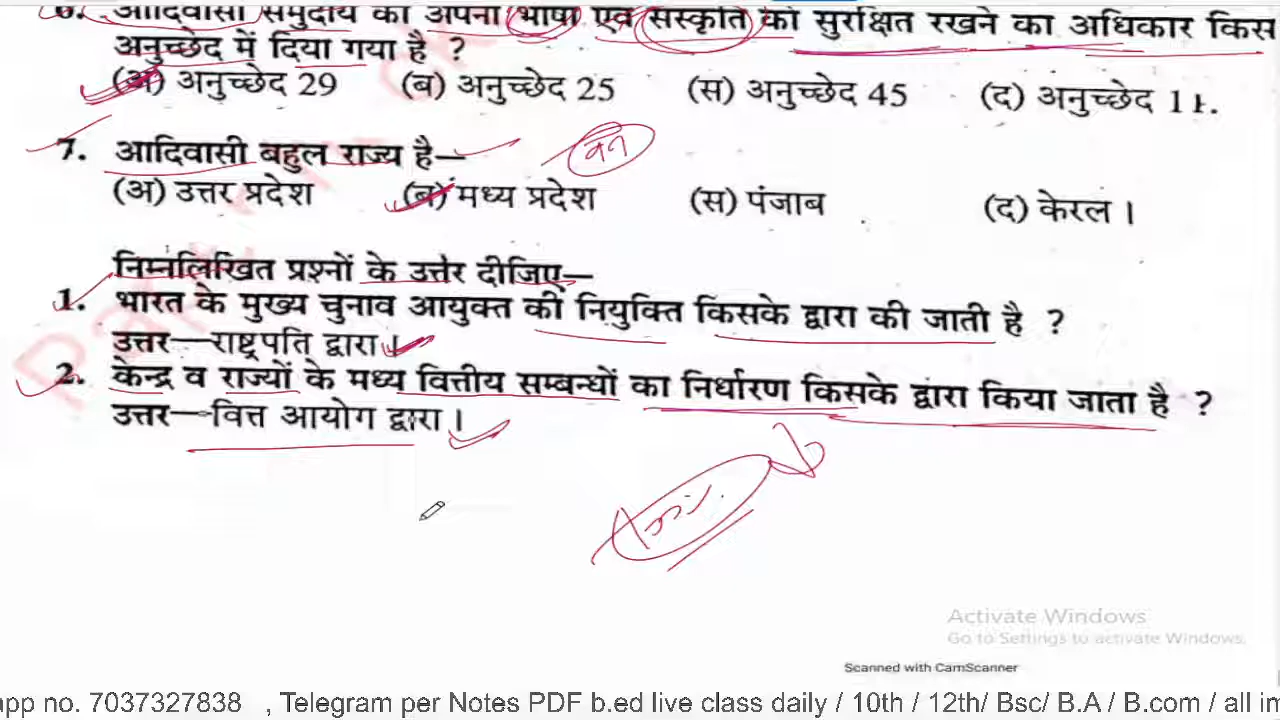 6. आदिवासी समुदाय को अपनी भाषा एवं संस्कृति को सुरक्षित रखने का अधिकार किस
अनुच्छेद में दिया गया है ?
(अ) अनुच्छेद 29 (ब) अनुच्छेद 25 (स) अनुच्छेद 45 (द) अनुच्छेद 11.
7. आदिवासी बहुल राज्य है—
(अ) उत्तर प्रदेश (ब) मध्य प्रदेश (स) पंजाब (द) केरल।
निम्नलिखित प्रश्नों के उत्तर दीजिए—
1. भारत के मुख्य चुनाव आयुक्त की नियुक्ति किसके द्वारा की जाती है ?
उत्तर—राष्ट्रपति द्वारा।
2. केन्द्र व राज्यों के मध्य वित्तीय सम्बन्धों का निर्धारण किसके द्वारा किया जाता है ?
उत्तर—वित्त आयोग द्वारा।
Activate Windows
Go to Settings to activate Windows.
Scanned with CamScanner
app no. 7037327838 , Telegram per Notes PDF b.ed live class daily / 10th / 12th/ Bsc/ B.A / B.com / all in